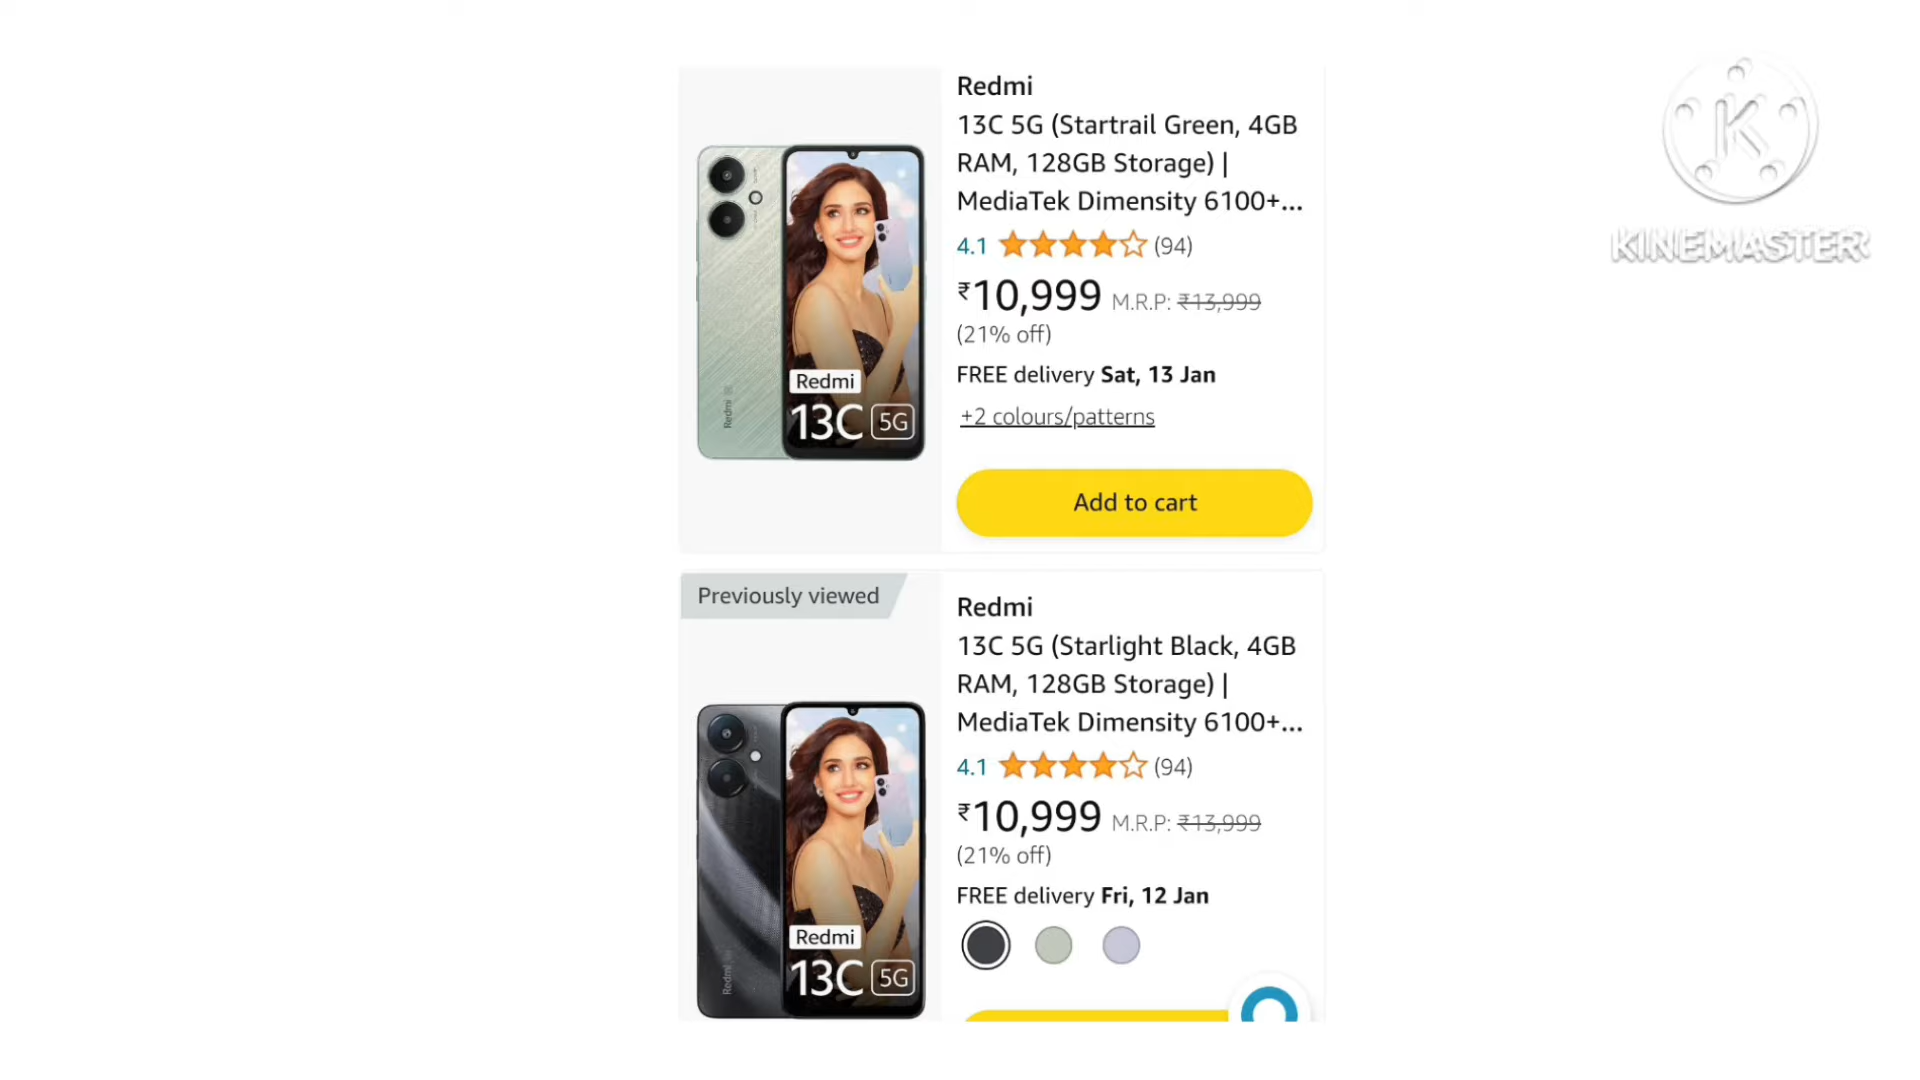 Redmi
13C 5G (Startrail Green, 4GB
RAM, 128GB Storage) |
MediaTek Dimensity 6100+...
4.1 (94)
₹10,999 M.R.P: ₹13,999
(21% off)
FREE delivery Sat, 13 Jan
+2 colours/patterns
Add to cart
Redmi
Redmi
13C 5G
Previously viewed
Redmi
13C 5G (Starlight Black, 4GB
RAM, 128GB Storage) |
MediaTek Dimensity 6100+...
4.1 (94)
₹10,999 M.R.P: ₹13,999
(21% off)
FREE delivery Fri, 12 Jan
Redmi
Redmi
13C 5G
K
KINEMASTER